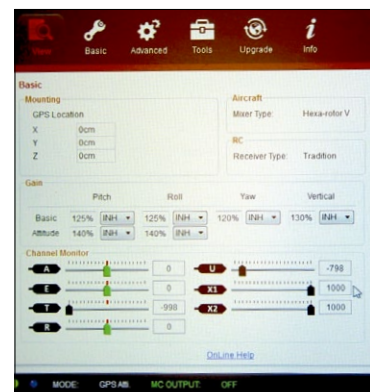 View Basic Advanced Tools Upgrade Info
Basic
Mounting
GPS Location
X 0cm
Y 0cm
Z 0cm
Aircraft
Mixer Type: Hexa-rotor V
RC
Receiver Type: Tradition
Gain
Pitch Roll Yaw Vertical
Basic 125% INH 125% INH 120% INH 130% INH
Attitude 140% INH 140% INH
Channel Monitor
A 0 U -798
E 0 X1 1000
T -998 X2 1000
R 0
OnLine Help
MODE: GPS Atti. MC OUTPUT: OFF